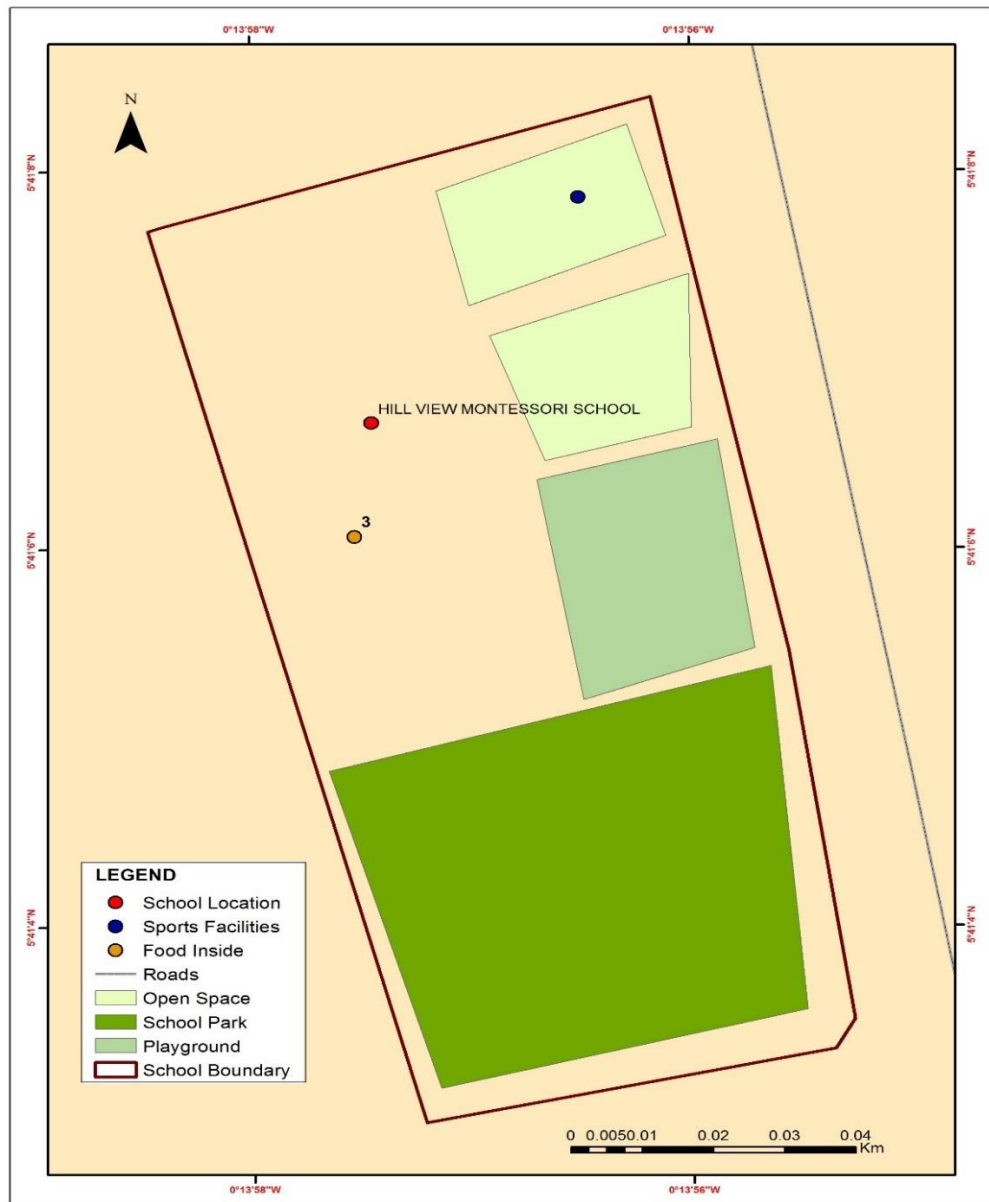 0°13'58"W
0°13'56"W
N
5°41'8"N
5°41'8"N
HILL VIEW MONTESSORI SCHOOL
3
5°41'6"N
5°41'6"N
5°41'4"N
5°41'4"N
LEGEND
School Location
Sports Facilities
Food Inside
Roads
Open Space
School Park
Playground
School Boundary
0 0.0050.01 0.02 0.03 0.04
Km
0°13'58"W
0°13'56"W